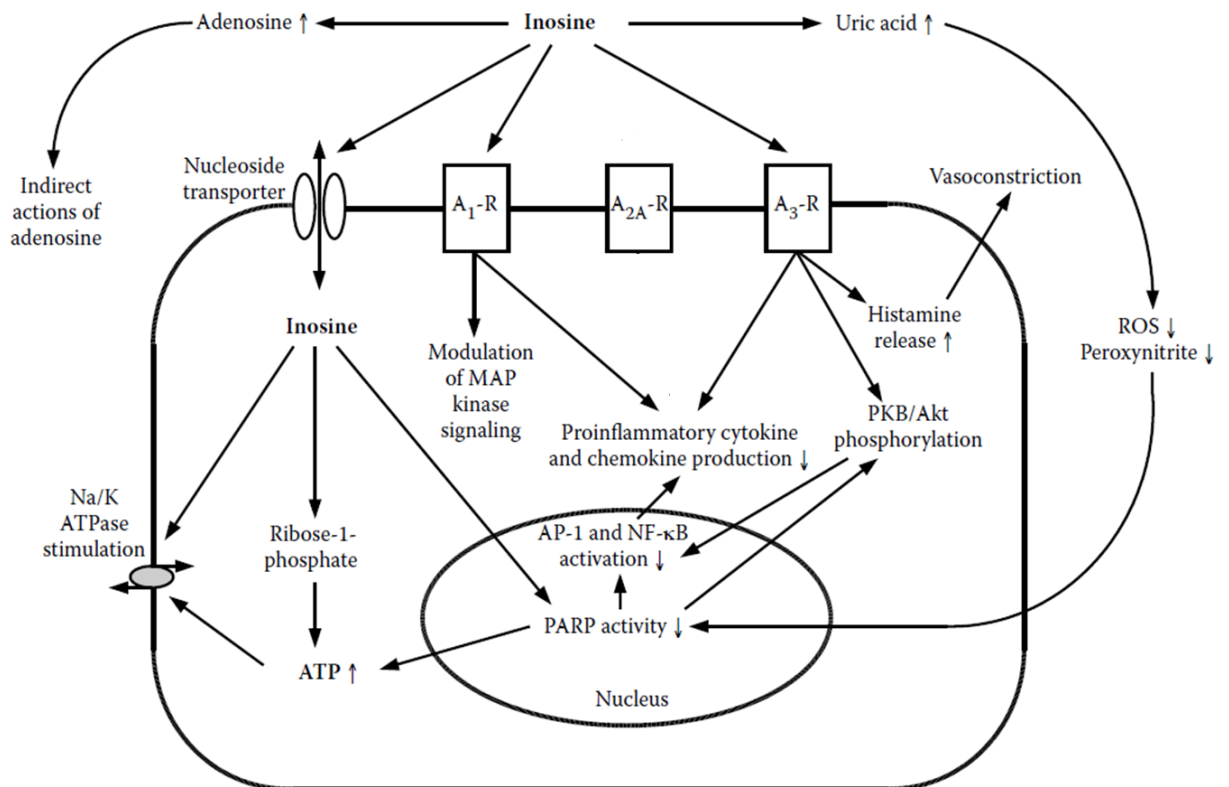 Adenosine ↑
Inosine
Uric acid ↑
Nucleoside
transporter
Indirect
actions of
adenosine
A1-R
A2A-R
A3-R
Vasoconstriction
Inosine
Modulation
of MAP
kinase
signaling
Histamine
release ↑
ROS ↓
Peroxynitrite ↓
Proinflammatory cytokine
and chemokine production ↓
PKB/Akt
phosphorylation
Na/K
ATPase
stimulation
Ribose-1-
phosphate
AP-1 and NF-κB
activation ↓
PARP activity ↓
ATP ↑
Nucleus